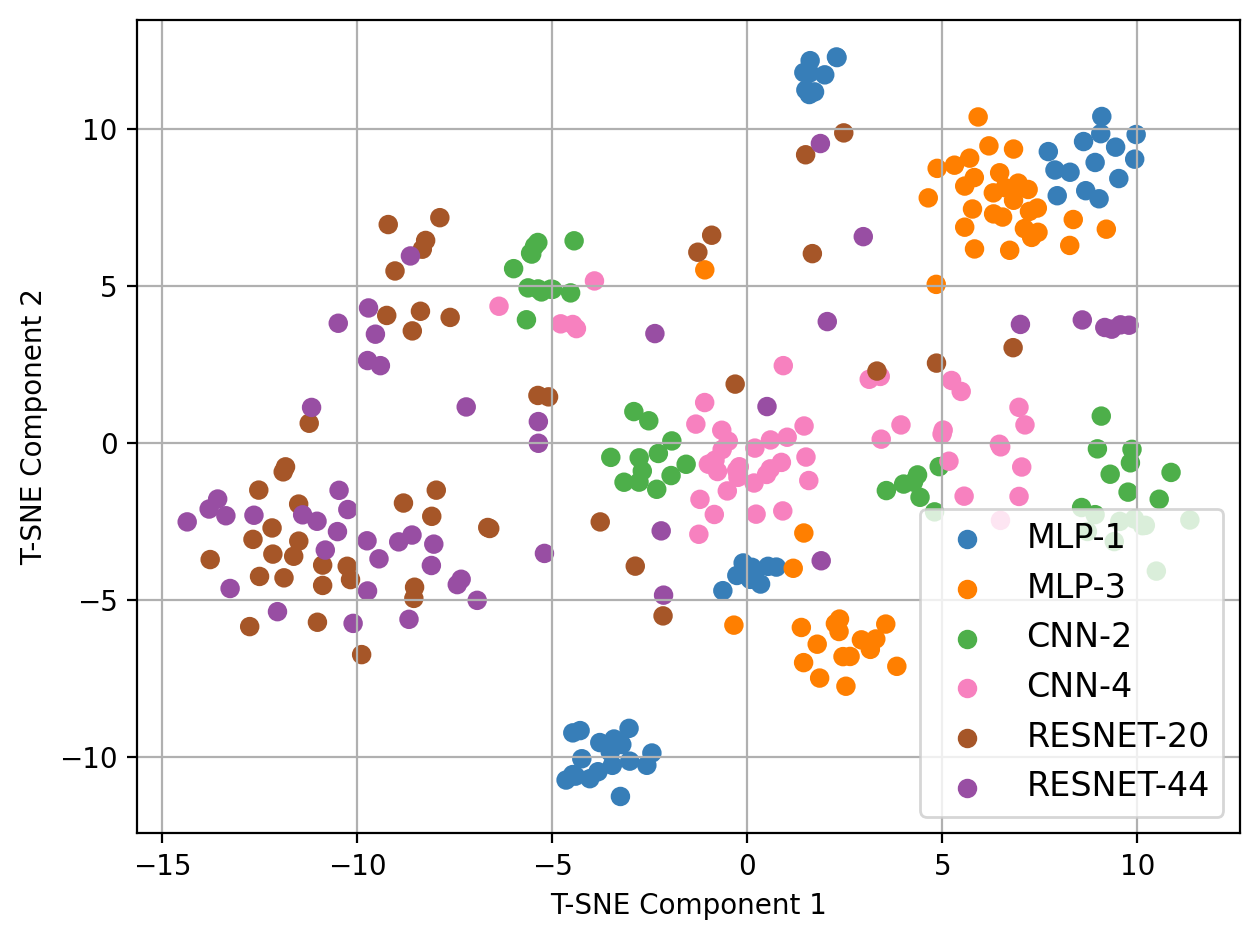 10
5
0
−5
−10
T-SNE Component 2
−15
−10
−5
0
5
10
T-SNE Component 1
MLP-1
MLP-3
CNN-2
CNN-4
RESNET-20
RESNET-44